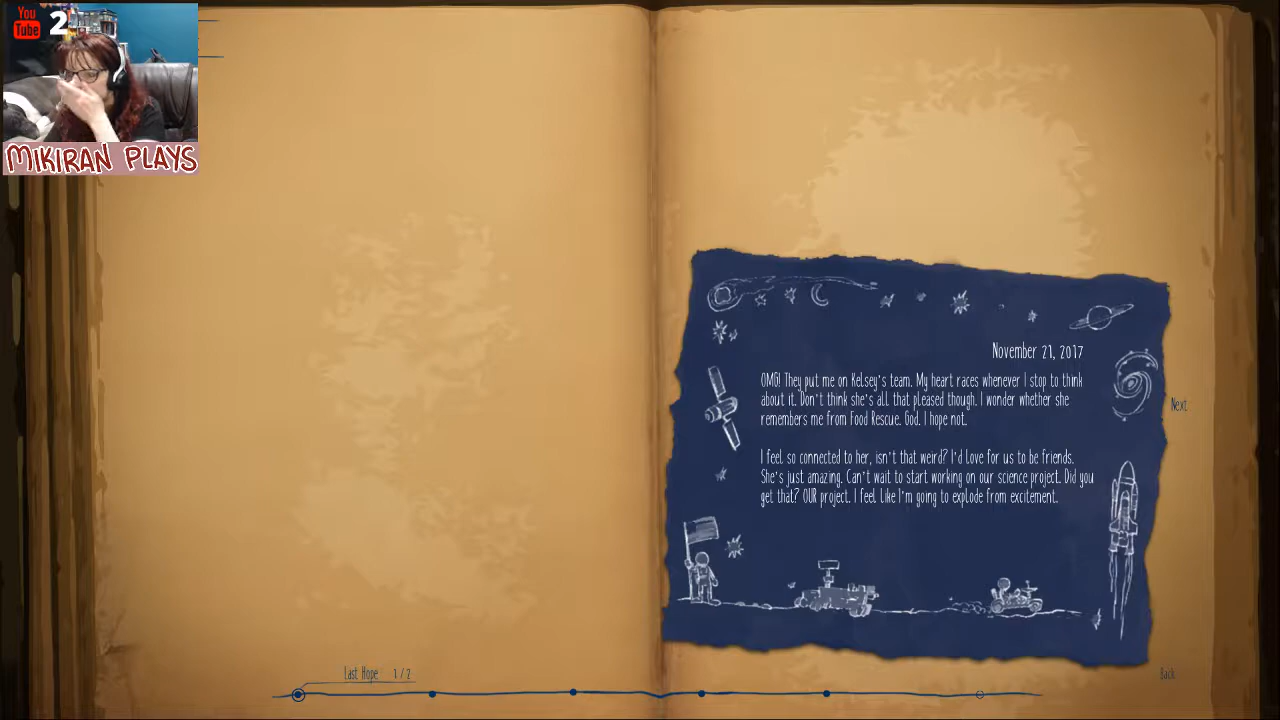 You
Tube
2
MIKIRAN PLAYS
November 21, 2017
OMG! They put me on Kelsey's team. My heart races whenever I stop to think
about it. Don't think she's all that pleased though. I wonder whether she
remembers me from Food Rescue. God. I hope not.
I feel so connected to her, isn't that weird? I'd love for us to be friends.
She's just amazing. Can't wait to start working on our science project. Did you
get that? OUR project. I feel like I'm going to explode from excitement.
Next
Last Hope 1/2
Back